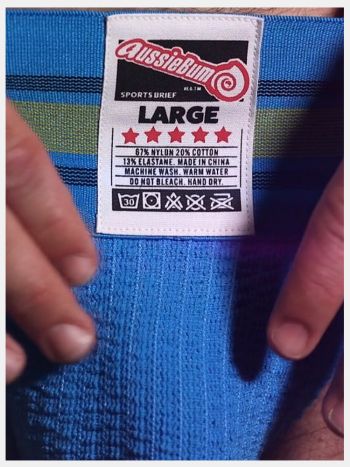 aussieBum
SPORTS BRIEF
LARGE
67% NYLON 20% COTTON
13% ELASTANE. MADE IN CHINA
MACHINE WASH. WARM WATER
DO NOT BLEACH. HAND DRY.
30